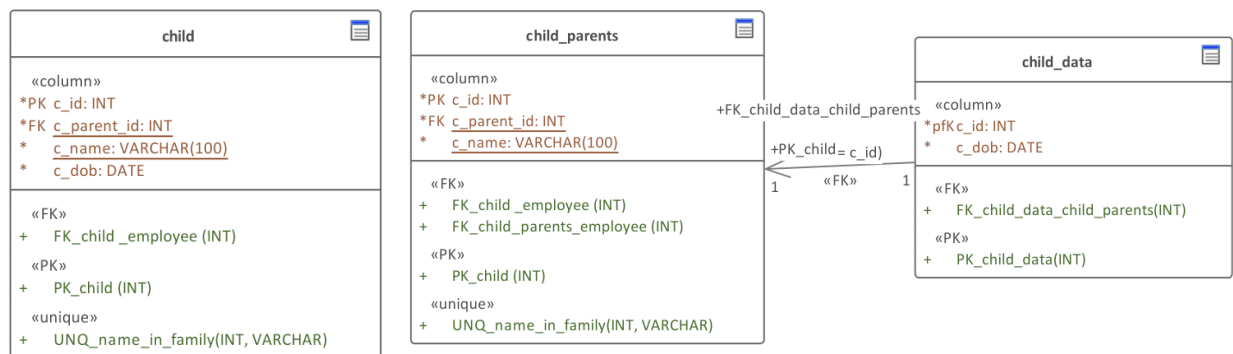 child
«column»
*PK c_id: INT
*FK c_parent_id: INT
* c_name: VARCHAR(100)
* c_dob: DATE
«FK»
+ FK_child _employee (INT)
«PK»
+ PK_child (INT)
«unique»
+ UNQ_name_in_family(INT, VARCHAR)
child_parents
«column»
*PK c_id: INT
*FK c_parent_id: INT
* c_name: VARCHAR(100)
«FK»
+ FK_child _employee (INT)
+ FK_child_parents_employee (INT)
«PK»
+ PK_child (INT)
«unique»
+ UNQ_name_in_family(INT, VARCHAR)
+FK_child_data_child_parents
+PK_child = c_id)
1 «FK» 1
child_data
«column»
*pfK c_id: INT
* c_dob: DATE
«FK»
+ FK_child_data_child_parents(INT)
«PK»
+ PK_child_data(INT)